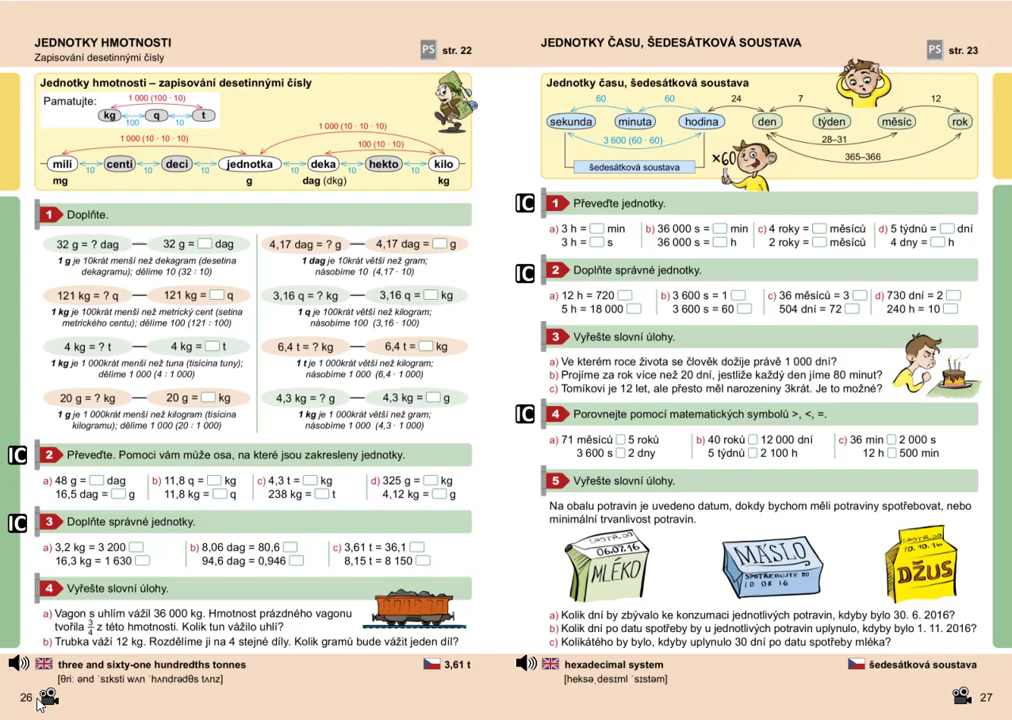 JEDNOTKY HMOTNOSTI
Zapisování desetinnými čísly
PS str. 22
Jednotky hmotnosti – zapisování desetinnými čísly
Pamatujte:
1 000 (100 · 10)
kg q t
100 10
1 000 (10 · 10 · 10)
1 000 (10 · 10 · 10)
100 (10 · 10)
mili centi deci jednotka deka hekto kilo
10 10 10 10 10 10
mg g dag (dkg) kg
1 Doplňte.
32 g = ? dag — 32 g = □ dag
1 g je 10krát menší než dekagram (desetina
dekagramu); dělíme 10 (32 : 10)
121 kg = ? q — 121 kg = □ q
1 kg je 100krát menší než metrický cent (setina
metrického centu); dělíme 100 (121 : 100)
4 kg = ? t — 4 kg = □ t
1 kg je 1 000krát menší než tuna (tisícina tuny);
dělíme 1 000 (4 : 1 000)
20 g = ? kg — 20 g = □ kg
1 g je 1 000krát menší než kilogram (tisícina
kilogramu); dělíme 1 000 (20 : 1 000)
4,17 dag = ? g — 4,17 dag = □ g
1 dag je 10krát větší než gram;
násobíme 10 (4,17 · 10)
3,16 q = ? kg — 3,16 q = □ kg
1 q je 100krát větší než kilogram;
násobíme 100 (3,16 · 100)
6,4 t = ? kg — 6,4 t = □ kg
1 t je 1 000krát větší než kilogram;
násobíme 1 000 (6,4 · 1 000)
4,3 kg = ? g — 4,3 kg = □ g
1 kg je 1 000krát větší než gram;
násobíme 1 000 (4,3 · 1 000)
IC 2 Převeďte. Pomoci vám může osa, na které jsou zakresleny jednotky.
a) 48 g = □ dag b) 11,8 q = □ kg c) 4,3 t = □ kg d) 325 g = □ kg
16,5 dag = □ g 11,8 kg = □ q 238 kg = □ t 4,12 kg = □ g
IC 3 Doplňte správné jednotky.
a) 3,2 kg = 3 200 □ b) 8,06 dag = 80,6 □ c) 3,61 t = 36,1 □
16,3 kg = 1 630 □ 94,6 dag = 0,946 □ 8,15 t = 8 150 □
4 Vyřešte slovní úlohy.
a) Vagon s uhlím vážil 36 000 kg. Hmotnost prázdného vagonu
tvořila 3/4 z této hmotnosti. Kolik tun vážilo uhlí?
b) Trubka váží 12 kg. Rozdělíme ji na 4 stejné díly. Kolik gramů bude vážit jeden díl?
three and sixty-one hundredths tonnes 3,61 t
[θriː ənd ˈsɪksti wʌn ˈhʌndrədθs tʌnz]
26
JEDNOTKY ČASU, ŠEDESÁTKOVÁ SOUSTAVA
PS str. 23
Jednotky času, šedesátková soustava
60 60 24 7 12
sekunda minuta hodina den týden měsíc rok
3 600 (60 · 60) 28–31
365–366
šedesátková soustava
×60
IC 1 Převeďte jednotky.
a) 3 h = □ min b) 36 000 s = □ min c) 4 roky = □ měsíců d) 5 týdnů = □ dní
3 h = □ s 36 000 s = □ h 2 roky = □ měsíců 4 dny = □ h
IC 2 Doplňte správné jednotky.
a) 12 h = 720 □ b) 3 600 s = 1 □ c) 36 měsíců = 3 □ d) 730 dní = 2 □
5 h = 18 000 □ 3 600 s = 60 □ 504 dní = 72 □ 240 h = 10 □
3 Vyřešte slovní úlohy.
a) Ve kterém roce života se člověk dožije právě 1 000 dní?
b) Projíme za rok více než 20 dní, jestliže každý den jíme 80 minut?
c) Tomíkovi je 12 let, ale přesto měl narozeniny 3krát. Je to možné?
IC 4 Porovnejte pomocí matematických symbolů >, <, =.
a) 71 měsíců □ 5 roků b) 40 roků □ 12 000 dní c) 36 min □ 2 000 s
3 600 s □ 2 dny 5 týdnů □ 2 100 h 12 h □ 500 min
5 Vyřešte slovní úlohy.
Na obalu potravin je uvedeno datum, dokdy bychom měli potraviny spotřebovat, nebo
minimální trvanlivost potravin.
SPOTŘ. DO
06.07.16
MLÉKO
MÁSLO
SPOTŘEBUJTE DO
10 08 16
SPOTŘ. DO
10.10.16
DŽUS
a) Kolik dní by zbývalo ke konzumaci jednotlivých potravin, kdyby bylo 30. 6. 2016?
b) Kolik dní po datu spotřeby by u jednotlivých potravin uplynulo, kdyby bylo 1. 11. 2016?
c) Kolikátého by bylo, kdyby uplynulo 30 dní po datu spotřeby mléka?
hexadecimal system šedesátková soustava
[heksəˌdesɪml ˈsɪstəm]
27